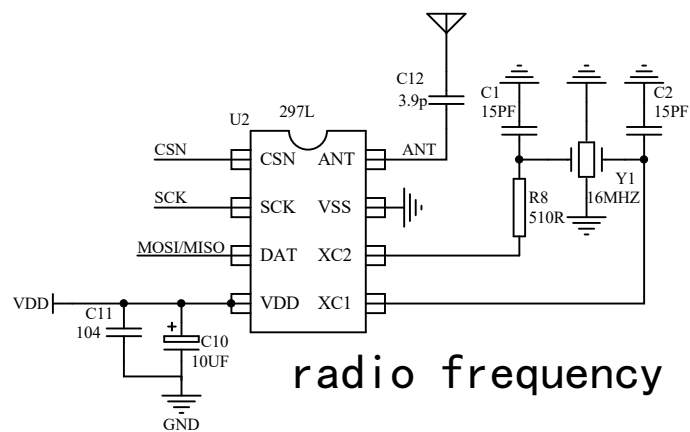 C12
3.9p
C1
15PF
C2
15PF
U2
297L
CSN
CSN
ANT
ANT
SCK
SCK
VSS
R8
510R
Y1
16MHZ
MOSI/MISO
DAT
XC2
VDD
VDD
XC1
C11
104
+
C10
10UF
GND
radio frequency